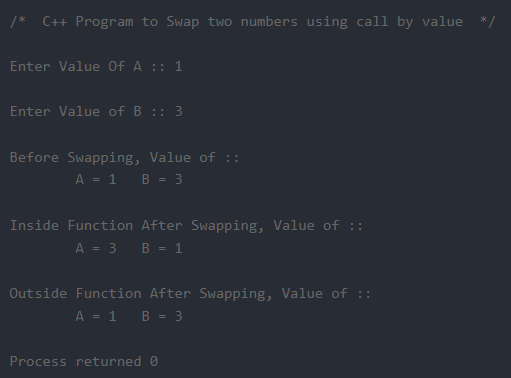 /*  C++ Program to Swap two numbers using call by value  */
Enter Value Of A :: 1
Enter Value of B :: 3
Before Swapping, Value of ::
A = 1   B = 3
Inside Function After Swapping, Value of ::
A = 3   B = 1
Outside Function After Swapping, Value of ::
A = 1   B = 3
Process returned 0